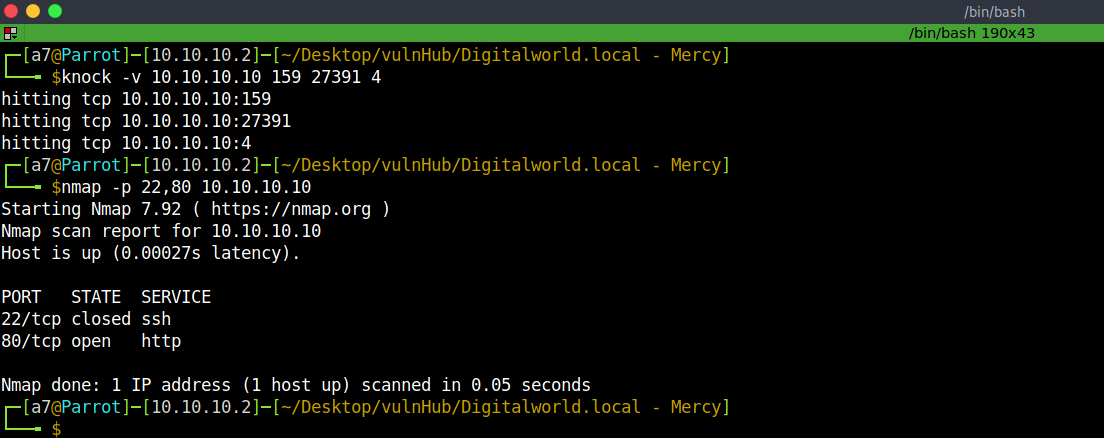 /bin/bash
/bin/bash 190x43
┌─[a7@Parrot]─[10.10.10.2]─[~/Desktop/vulnHub/Digitalworld.local - Mercy]
└──╼ $knock -v 10.10.10.10 159 27391 4
hitting tcp 10.10.10.10:159
hitting tcp 10.10.10.10:27391
hitting tcp 10.10.10.10:4
┌─[a7@Parrot]─[10.10.10.2]─[~/Desktop/vulnHub/Digitalworld.local - Mercy]
└──╼ $nmap -p 22,80 10.10.10.10
Starting Nmap 7.92 ( https://nmap.org )
Nmap scan report for 10.10.10.10
Host is up (0.00027s latency).
PORT   STATE  SERVICE
22/tcp closed ssh
80/tcp open   http
Nmap done: 1 IP address (1 host up) scanned in 0.05 seconds
┌─[a7@Parrot]─[10.10.10.2]─[~/Desktop/vulnHub/Digitalworld.local - Mercy]
└──╼ $